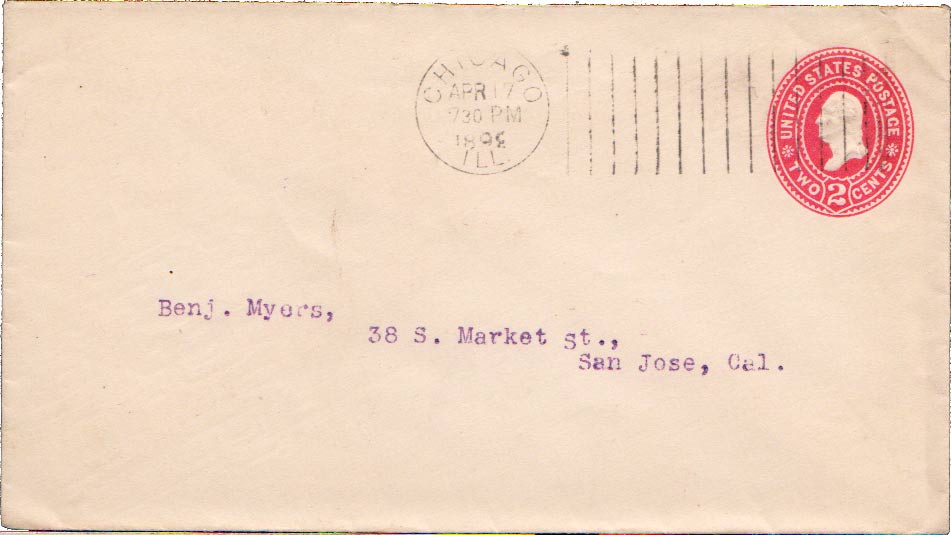 CHICAGO
APR 17
730 PM
ILL.
UNITED STATES POSTAGE
TWO 2 CENTS
Benj. Myers,
38 S. Market St.,
San Jose, Cal.